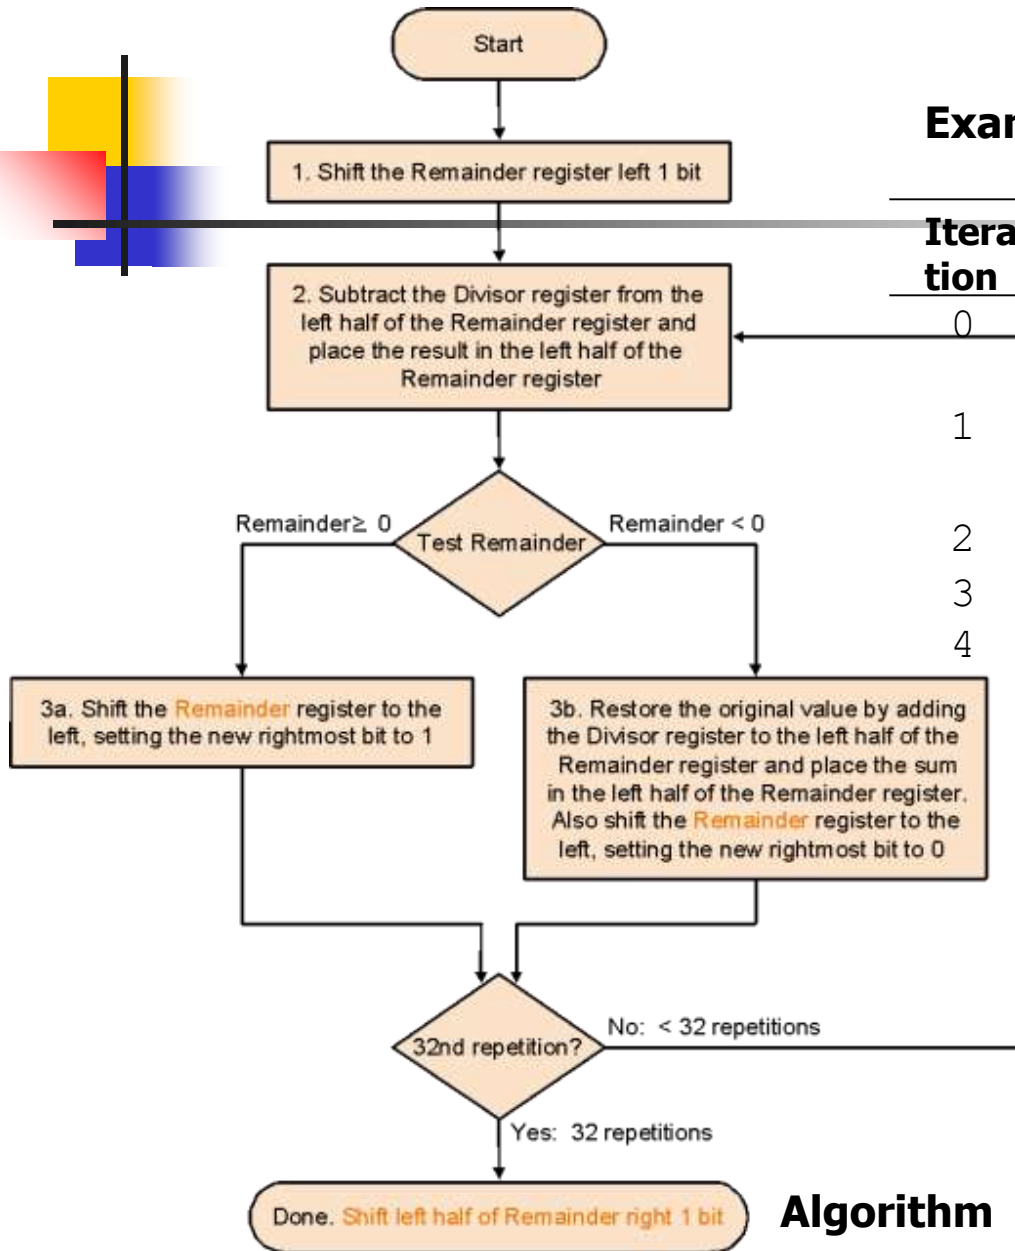 Start
1. Shift the Remainder register left 1 bit
2. Subtract the Divisor register from the
left half of the Remainder register and
place the result in the left half of the
Remainder register
Remainder≥ 0
Remainder < 0
Test Remainder
3a. Shift the Remainder register to the
left, setting the new rightmost bit to 1
3b. Restore the original value by adding
the Divisor register to the left half of the
Remainder register and place the sum
in the left half of the Remainder register.
Also shift the Remainder register to the
left, setting the new rightmost bit to 0
32nd repetition?
No: < 32 repetitions
Yes: 32 repetitions
Done. Shift left half of Remainder right 1 bit
Algorithm
Exam
Itera
tion
0
1
2
3
4